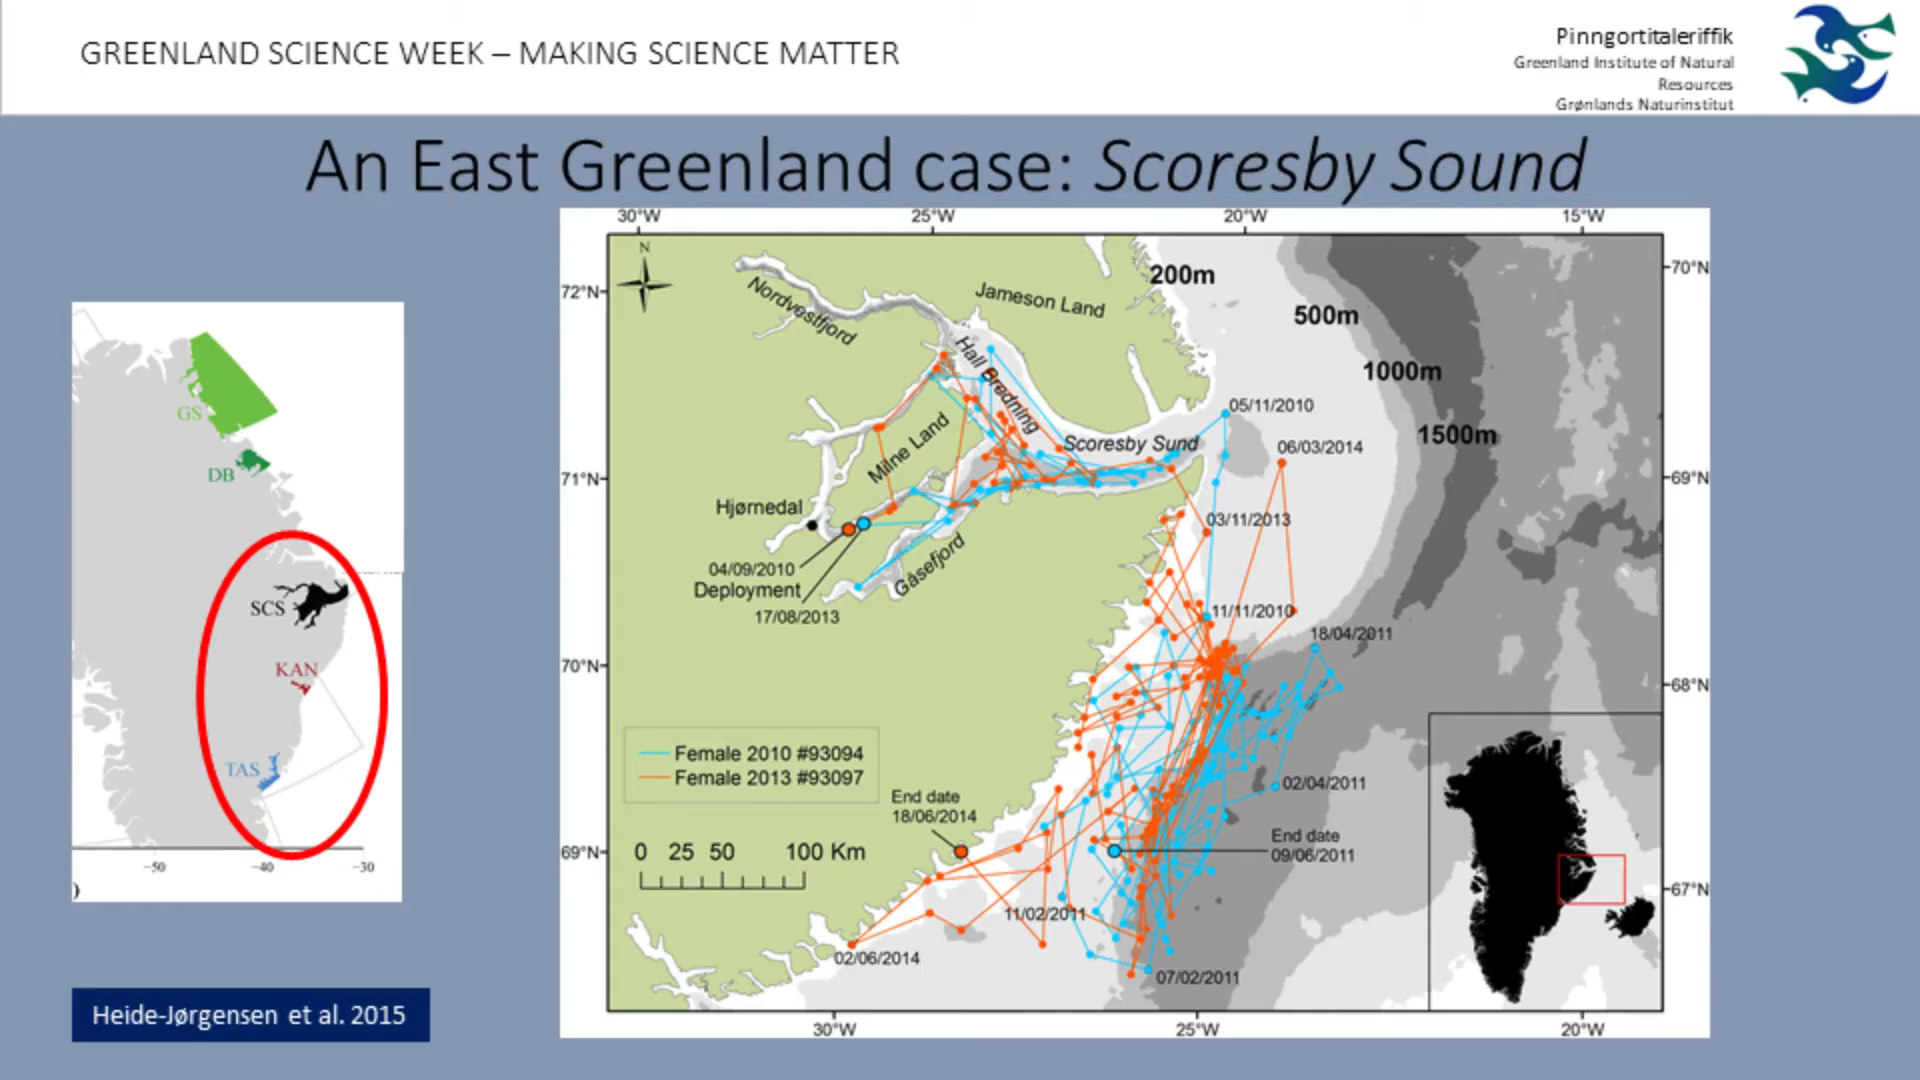 GREENLAND SCIENCE WEEK – MAKING SCIENCE MATTER
Pinngortitaleriffik
Greenland Institute of Natural
Resources
Grønlands Naturinstitut
An East Greenland case: Scoresby Sound
GS
DB
SCS
KAN
TAS
−50
−40
−30
)
Heide-Jørgensen et al. 2015
30°W
25°W
20°W
15°W
N
72°N
71°N
70°N
69°N
70°N
69°N
68°N
67°N
Nordvestfjord
Jameson Land
Hall Bredning
Milne Land
Scoresby Sund
Hjørnedal
Gåsefjord
04/09/2010
Deployment
17/08/2013
200m
500m
1000m
1500m
05/11/2010
06/03/2014
03/11/2013
11/11/2010
18/04/2011
02/04/2011
End date
09/06/2011
Female 2010 #93094
Female 2013 #93097
End date
18/06/2014
0 25 50 100 Km
11/02/2011
02/06/2014
07/02/2011
30°W
25°W
20°W